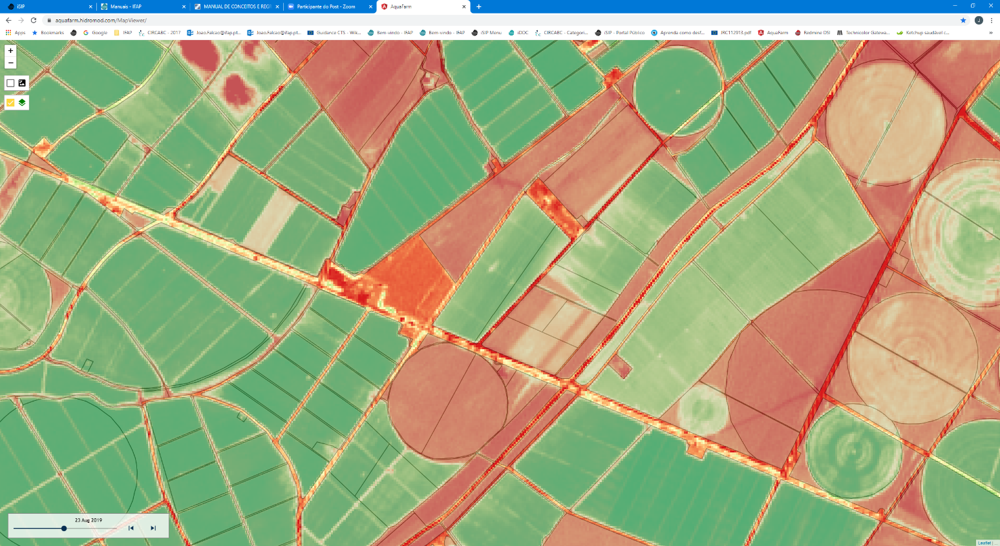 iSIP
Manuais - IFAP
MANUAL DE CONCEITOS E REGR
Participante do Post - Zoom
AquaFarm
aquafarm.hidromod.com/MapViewer/
J
Apps
Bookmarks
Google
IFAP
CIRCABC - 2017
Joao.Falcao@ifap.pt...
Joao.Falcao@ifap.pt...
Guidance CTS - Wik...
Bem-vindo - IFAP
Bem-vindo - IFAP
iSIP Menu
iDOC
CIRCABC - Categori...
iSIP - Portal Público
Aprenda como desf...
JRC112913.pdf
AquaFarm
Redmine DSI
Technicolor Gatewa...
Ketchup saudável c...
+
−
23 Aug 2019
Leaflet | ...